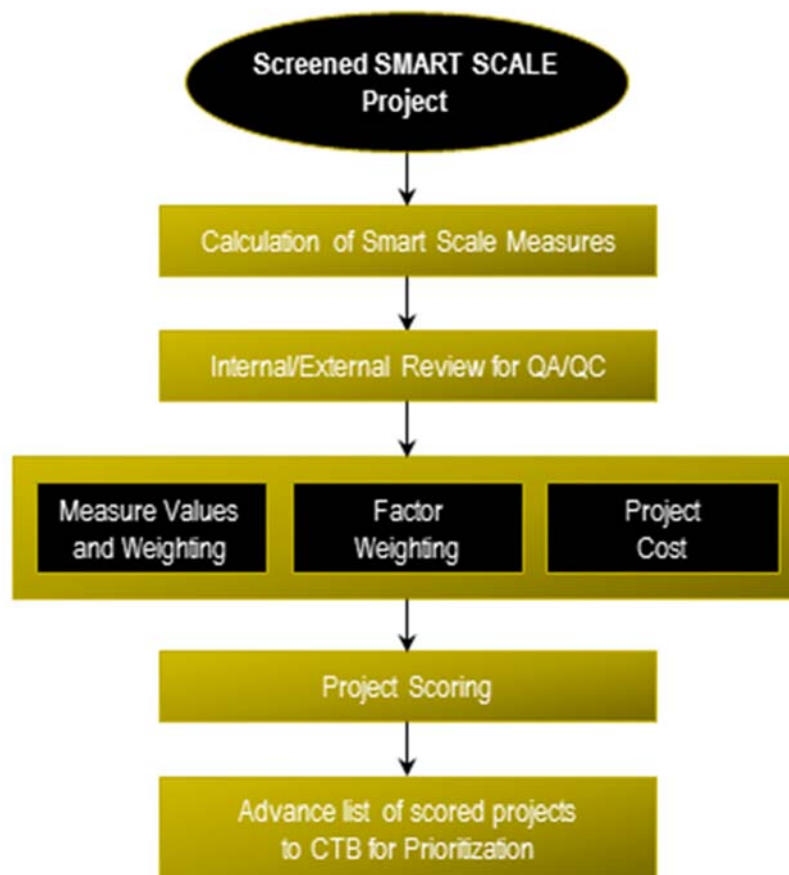 Screened SMART SCALE
Project
Calculation of Smart Scale Measures
Internal/External Review for QA/QC
Measure Values
and Weighting
Factor
Weighting
Project
Cost
Project Scoring
Advance list of scored projects
to CTB for Prioritization